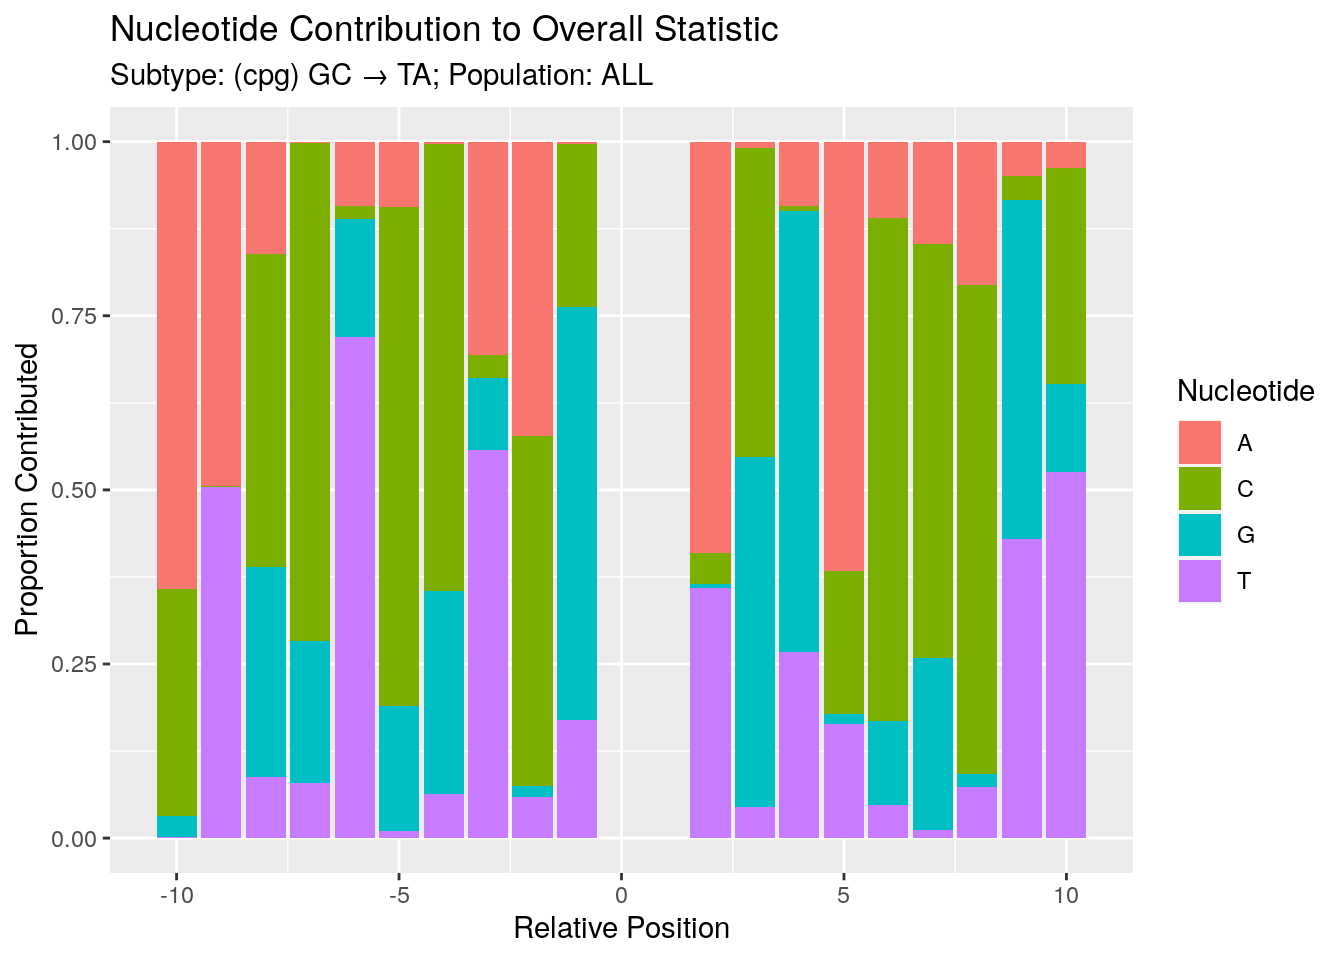 Nucleotide Contribution to Overall Statistic
Subtype: (cpg) GC → TA; Population: ALL
Proportion Contributed
1.00
0.75
0.50
0.25
0.00
-10
-5
0
5
10
Relative Position
Nucleotide
A
C
G
T